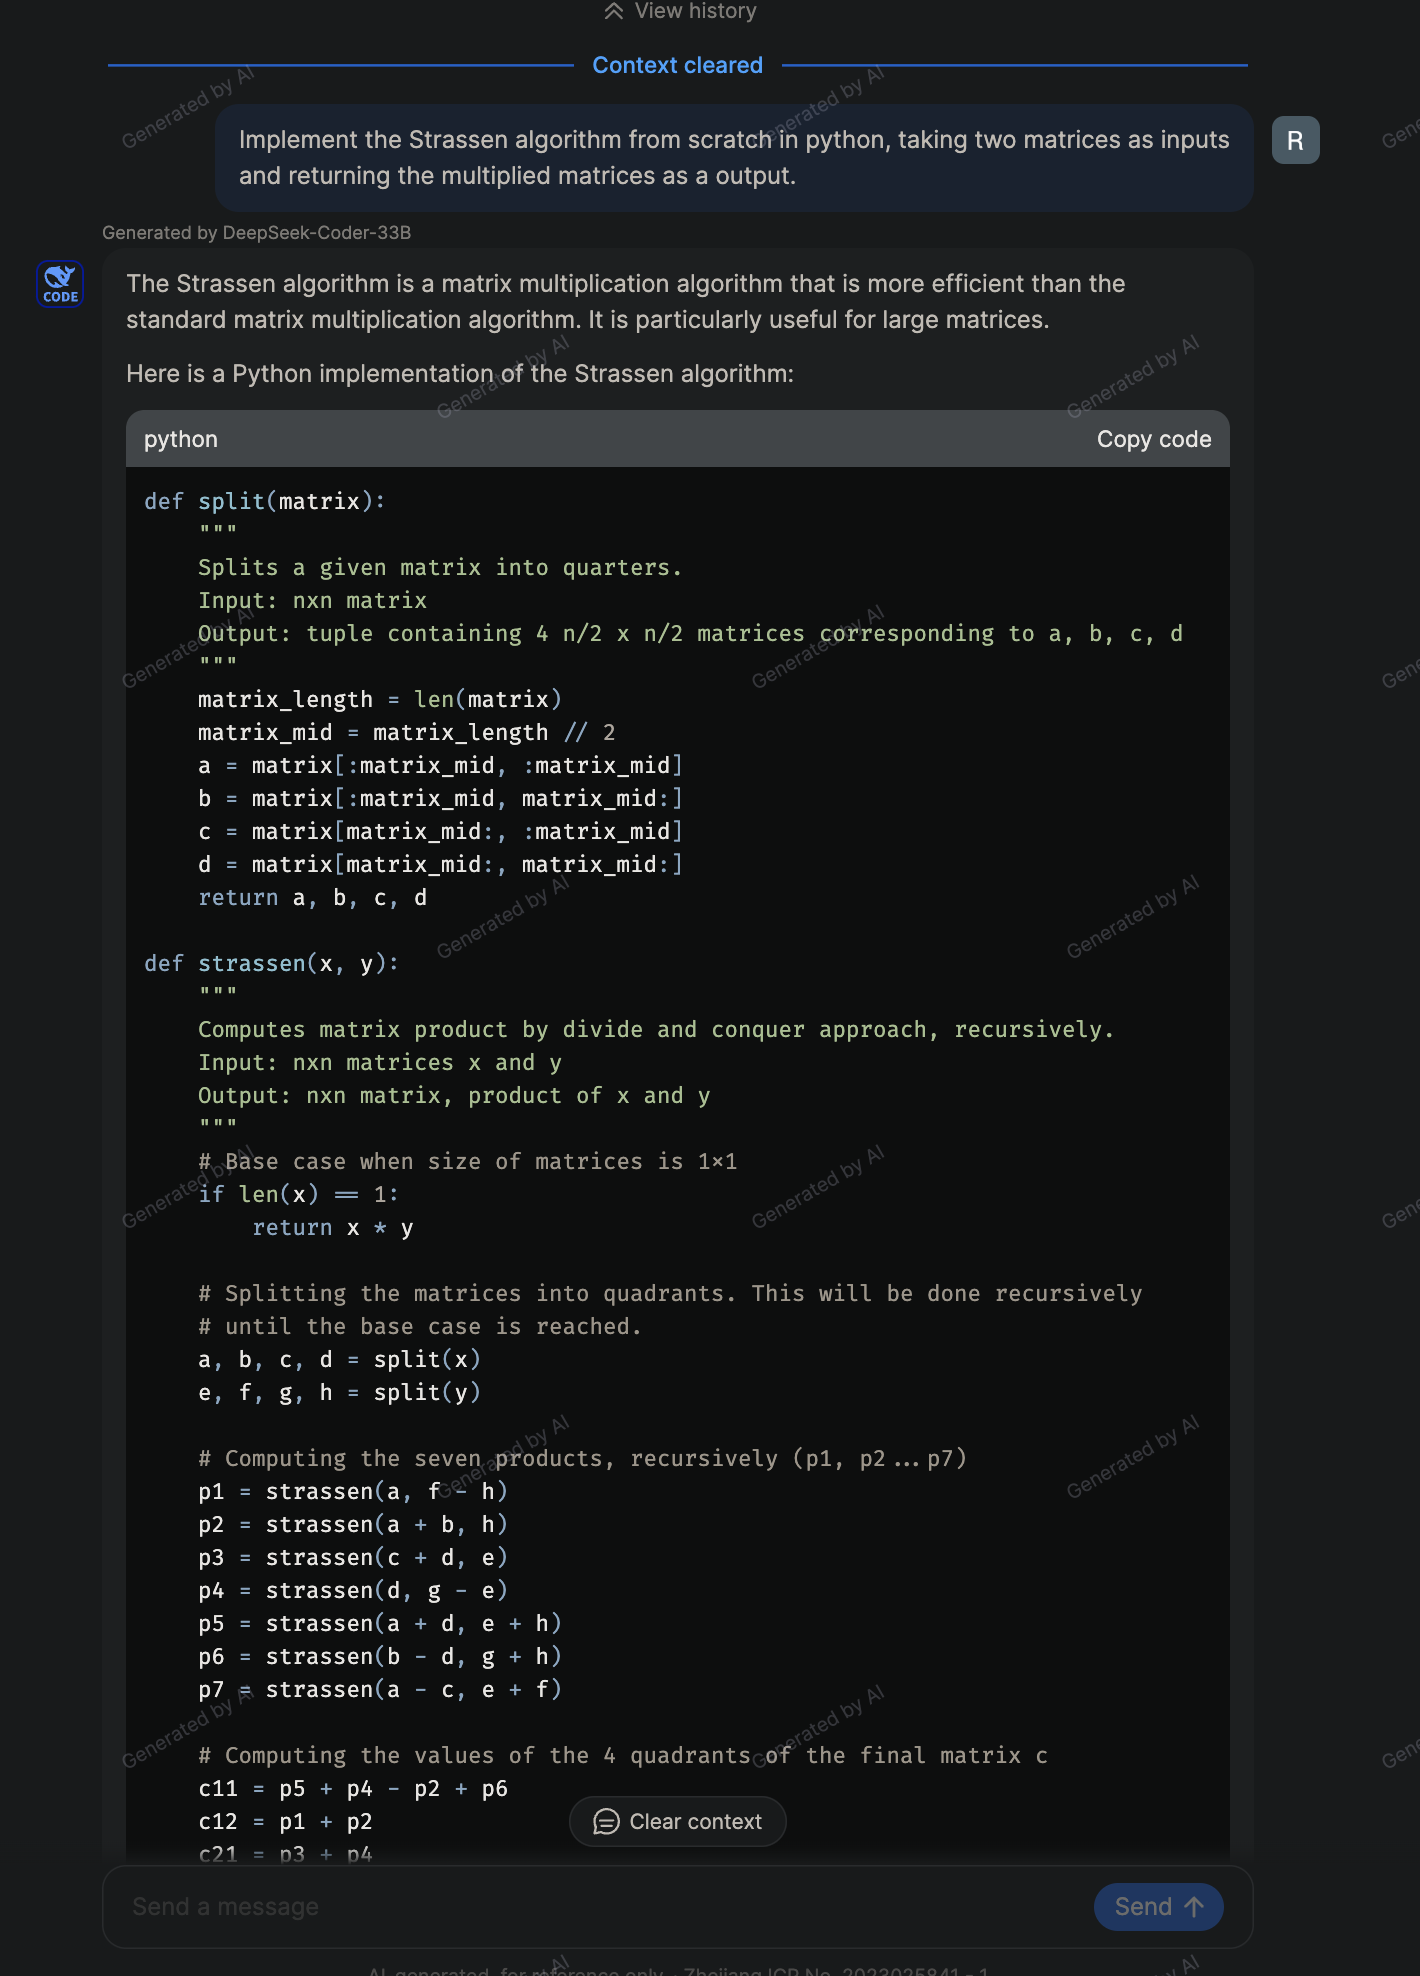 View history
Context cleared
Implement the Strassen algorithm from scratch in python, taking two matrices as inputs
and returning the multiplied matrices as a output.
R
Generated by DeepSeek-Coder-33B
CODE
The Strassen algorithm is a matrix multiplication algorithm that is more efficient than the
standard matrix multiplication algorithm. It is particularly useful for large matrices.
Here is a Python implementation of the Strassen algorithm:
python Copy code
def split(matrix):
    """
    Splits a given matrix into quarters.
    Input: nxn matrix
    Output: tuple containing 4 n/2 x n/2 matrices corresponding to a, b, c, d
    """
    matrix_length = len(matrix)
    matrix_mid = matrix_length // 2
    a = matrix[:matrix_mid, :matrix_mid]
    b = matrix[:matrix_mid, matrix_mid:]
    c = matrix[matrix_mid:, :matrix_mid]
    d = matrix[matrix_mid:, matrix_mid:]
    return a, b, c, d
def strassen(x, y):
    """
    Computes matrix product by divide and conquer approach, recursively.
    Input: nxn matrices x and y
    Output: nxn matrix, product of x and y
    """
    # Base case when size of matrices is 1x1
    if len(x) == 1:
        return x * y
    # Splitting the matrices into quadrants. This will be done recursively
    # until the base case is reached.
    a, b, c, d = split(x)
    e, f, g, h = split(y)
    # Computing the seven products, recursively (p1, p2...p7)
    p1 = strassen(a, f - h)
    p2 = strassen(a + b, h)
    p3 = strassen(c + d, e)
    p4 = strassen(d, g - e)
    p5 = strassen(a + d, e + h)
    p6 = strassen(b - d, g + h)
    p7 = strassen(a - c, e + f)
    # Computing the values of the 4 quadrants of the final matrix c
    c11 = p5 + p4 - p2 + p6
    c12 = p1 + p2
    c21 = p3 + p4
Clear context
Send a message
Send
AI-generated, for reference only · Zhejiang ICP No. 2023025841-1
Generated by AI